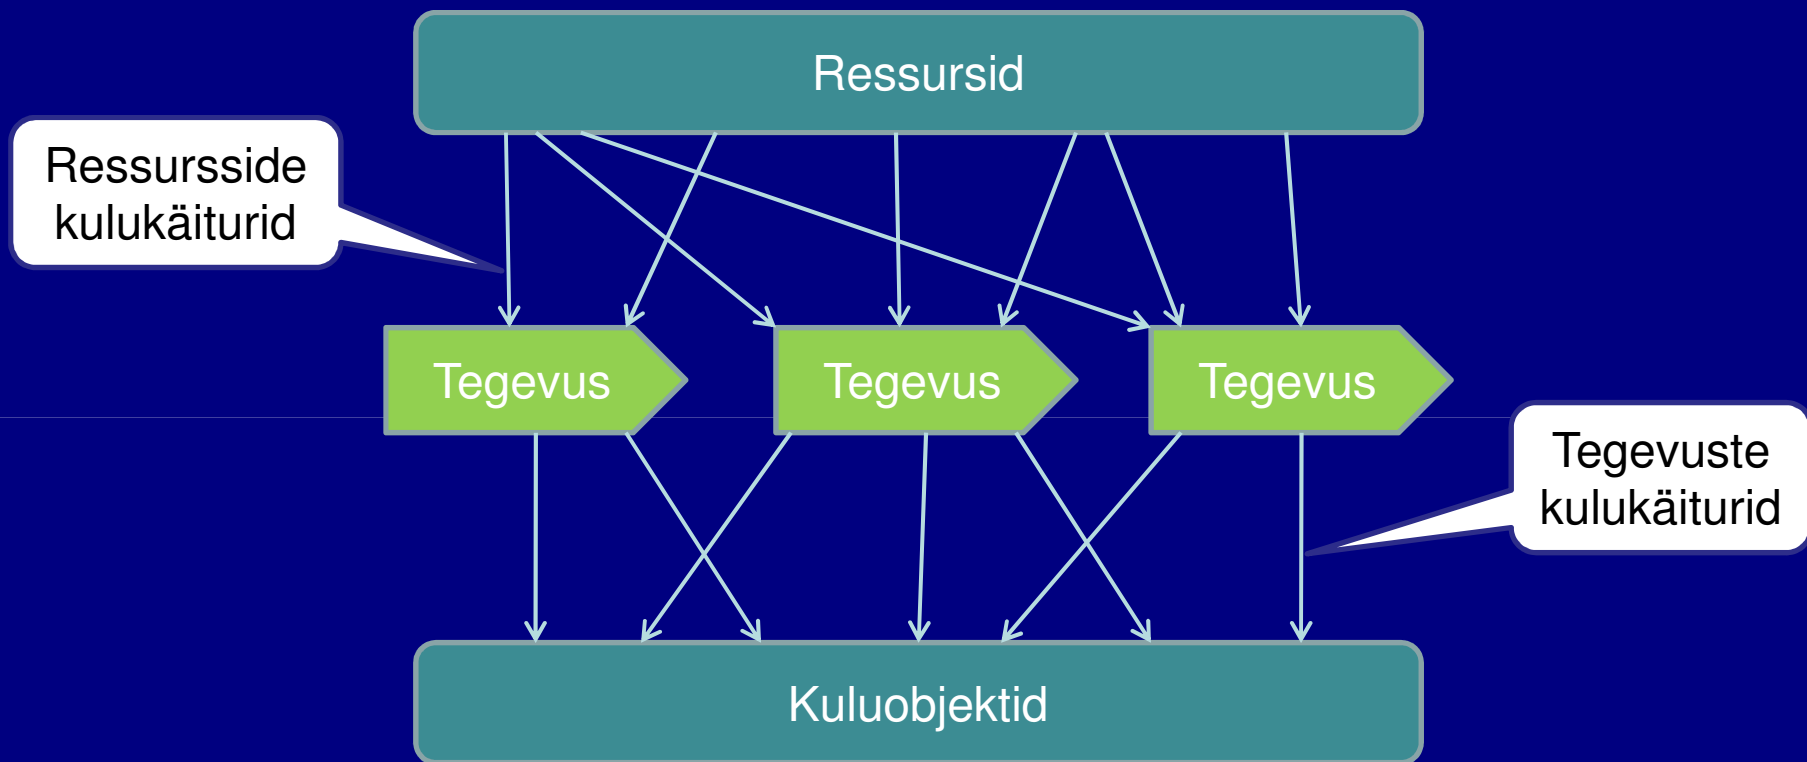 Ressursid
Ressursside
kulukäiturid
Tegevus
Tegevus
Tegevus
Tegevuste
kulukäiturid
Kuluobjektid